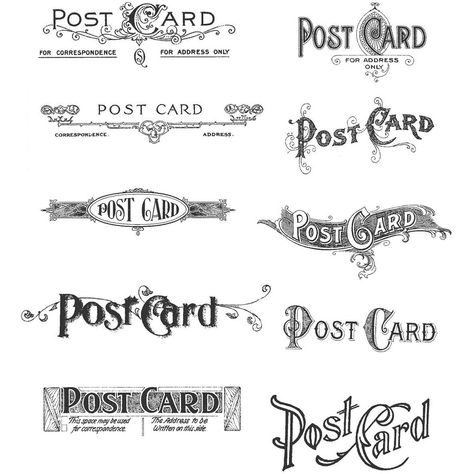 POST CARD
FOR CORRESPONDENCE FOR ADDRESS ONLY
POST CARD
FOR ADDRESS
ONLY
POST CARD
CORRESPONDENCE. ADDRESS.
POST CARD
POST CARD
POST CARD
Post Card
POST CARD
POST CARD
This space may be used
for correspondence.
The Address to be
Written on this side.
Post Card